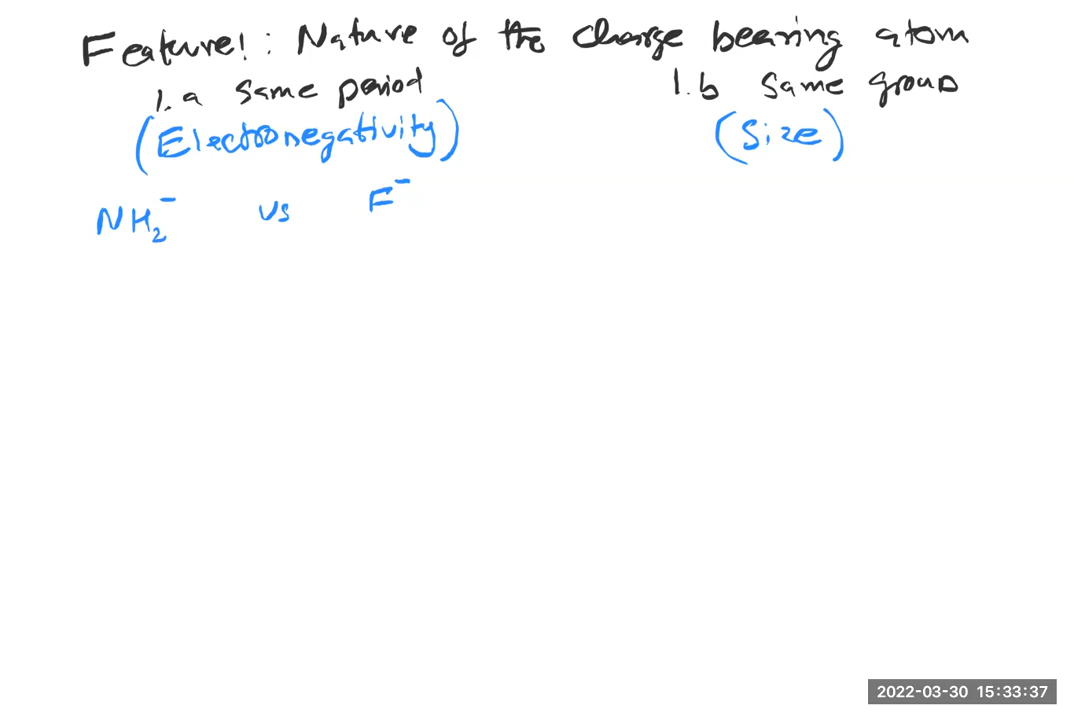 Feature! : Nature of the charge bearing atom
1.a same period 1.b Same group
(Electronegativity) (Size)
NH₂⁻ vs F⁻
2022-03-30 15:33:37